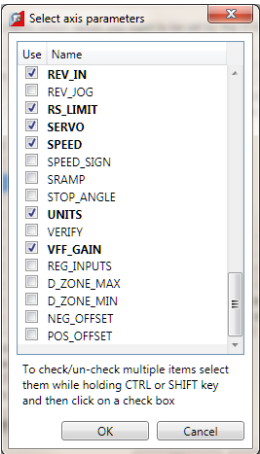 Select axis parameters
Use Name
REV_IN
REV_JOG
RS_LIMIT
SERVO
SPEED
SPEED_SIGN
SRAMP
STOP_ANGLE
UNITS
VERIFY
VFF_GAIN
REG_INPUTS
D_ZONE_MAX
D_ZONE_MIN
NEG_OFFSET
POS_OFFSET
To check/un-check multiple items select
them while holding CTRL or SHIFT key
and then click on a check box
OK Cancel